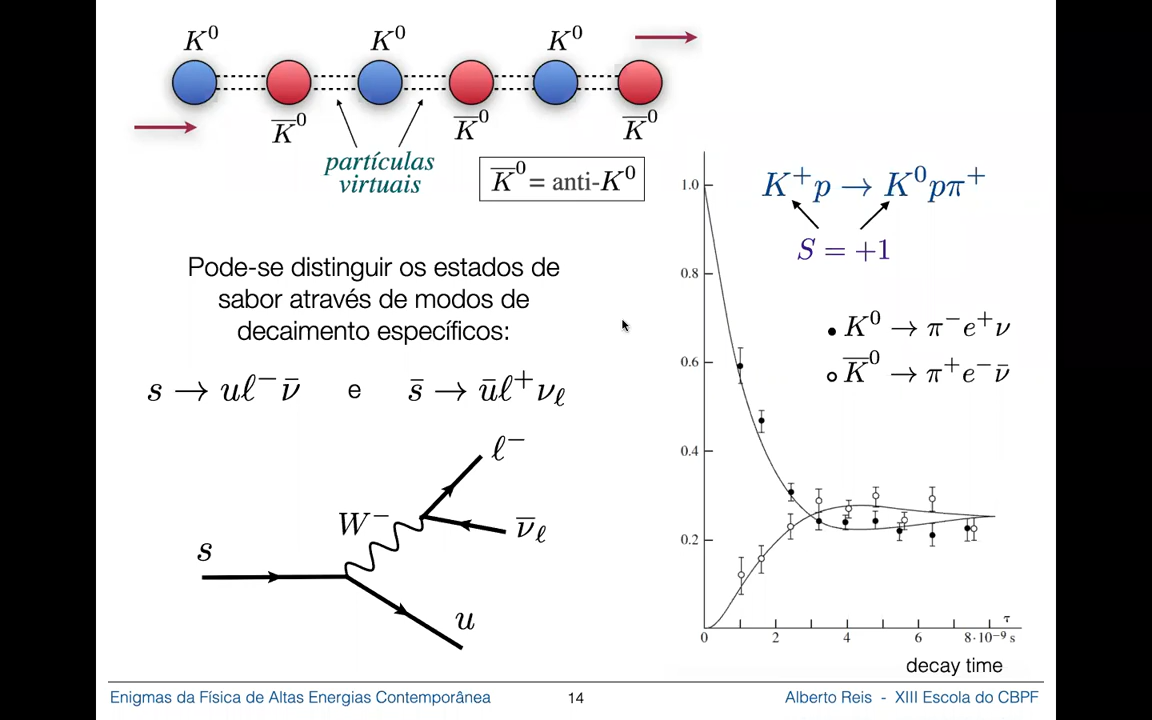 K⁰ K⁰ K⁰
K̅⁰ K̅⁰ K̅⁰
partículas
virtuais
K̅⁰ = anti-K⁰
Pode-se distinguir os estados de
sabor através de modos de
decaimento específicos:
s → uℓ⁻ν̄ e s̄ → ūl⁺ν_ℓ
ℓ⁻
W⁻
ν̄_ℓ
s
u
K⁺p → K⁰pπ⁺
S = +1
K⁰ → π⁻e⁺ν
K̅⁰ → π⁺e⁻ν̄
1.0
0.8
0.6
0.4
0.2
τ
0 2 4 6 8·10⁻⁹ s
decay time
Enigmas da Física de Altas Energias Contemporânea 14 Alberto Reis - XIII Escola do CBPF